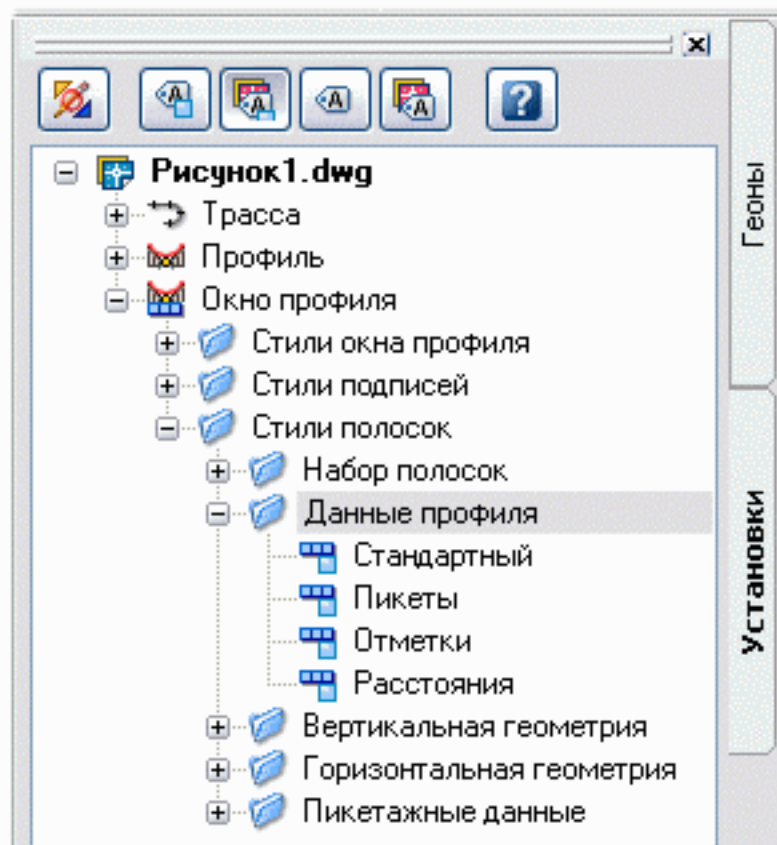 Рисунок1.dwg
Трасса
Профиль
Окно профиля
Стили окна профиля
Стили подписей
Стили полосок
Набор полосок
Данные профиля
Стандартный
Пикеты
Отметки
Расстояния
Вертикальная геометрия
Горизонтальная геометрия
Пикетажные данные
Геоны
Установки